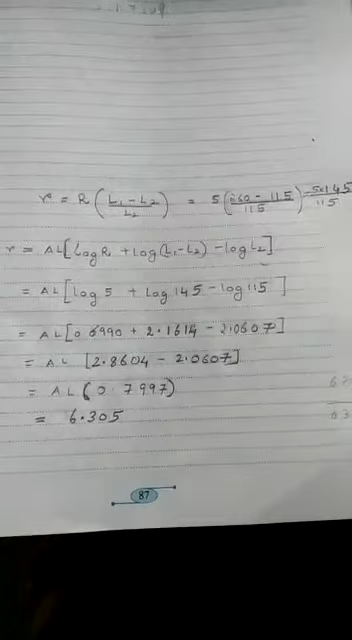 r = R (L₁ - L₂ / L₂) = 5 (260 - 115 / 115) = 5x145 / 115
r = AL[Log R + log(L₁-L₂) - log L₂]
= AL[log 5 + Log 145 - log 115]
= AL[0.6990 + 2.1614 - 2.0607]
= AL [2.8604 - 2.0607]
= AL (0.7997)
= 6.305
87